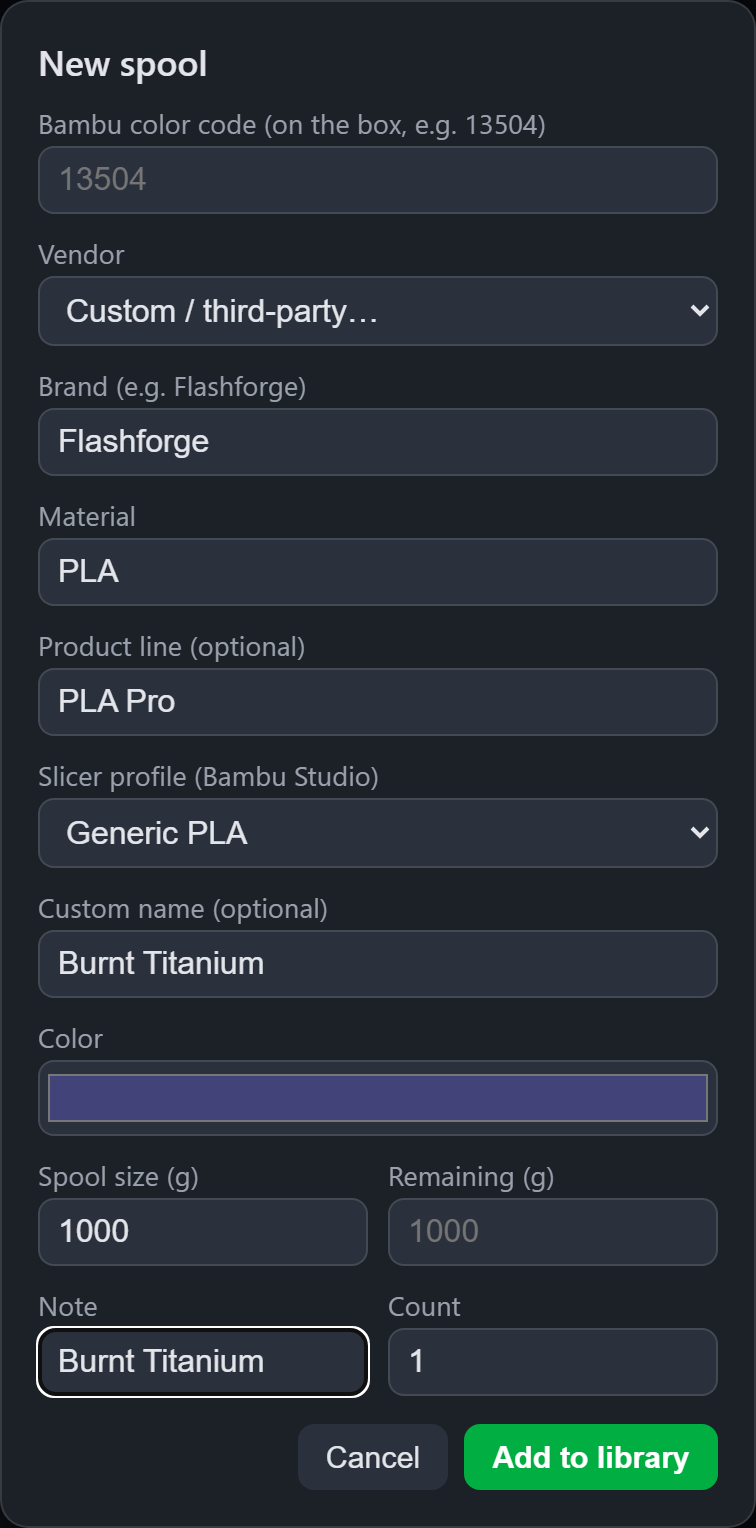 New spool
Bambu color code (on the box, e.g. 13504)
13504
Vendor
Custom / third-party…
Brand (e.g. Flashforge)
Flashforge
Material
PLA
Product line (optional)
PLA Pro
Slicer profile (Bambu Studio)
Generic PLA
Custom name (optional)
Burnt Titanium
Color
Spool size (g) Remaining (g)
1000 1000
Note Count
Burnt Titanium 1
Cancel Add to library